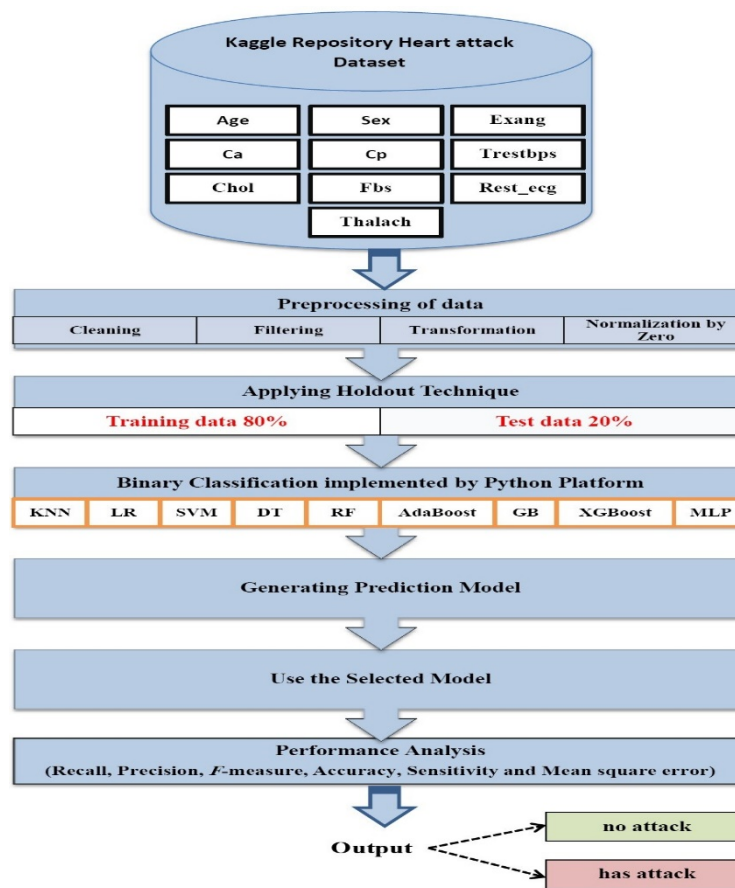 Kaggle Repository Heart attack
Dataset
Age
Sex
Exang
Ca
Cp
Trestbps
Chol
Fbs
Rest_ecg
Thalach
Preprocessing of data
Cleaning
Filtering
Transformation
Normalization by
Zero
Applying Holdout Technique
Training data 80%
Test data 20%
Binary Classification implemented by Python Platform
KNN
LR
SVM
DT
RF
AdaBoost
GB
XGBoost
MLP
Generating Prediction Model
Use the Selected Model
Performance Analysis
(Recall, Precision, F-measure, Accuracy, Sensitivity and Mean square error)
Output
no attack
has attack